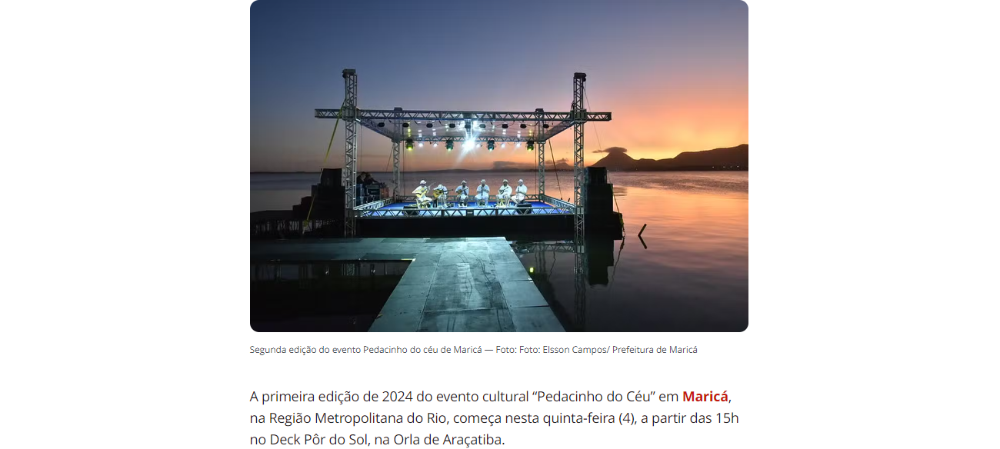 Segunda edição do evento Pedacinho do céu de Maricá — Foto: Foto: Elsson Campos/ Prefeitura de Maricá
A primeira edição de 2024 do evento cultural “Pedacinho do Céu” em Maricá,
na Região Metropolitana do Rio, começa nesta quinta-feira (4), a partir das 15h
no Deck Pôr do Sol, na Orla de Araçatiba.